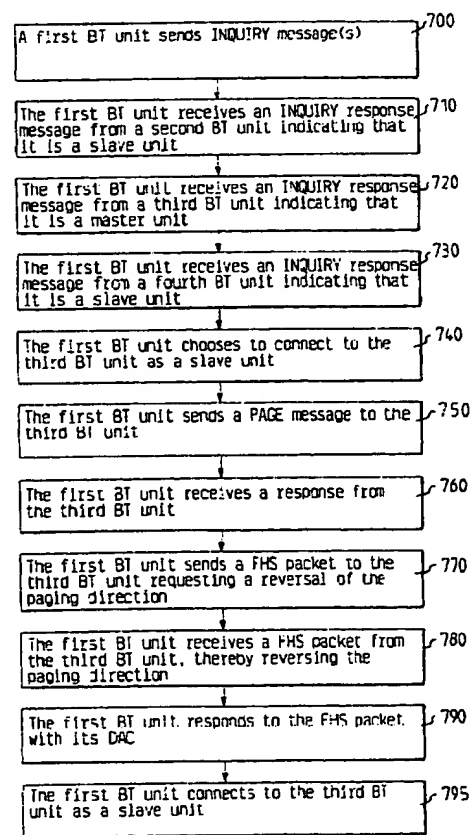 A first BT unit sends INQUIRY message(s)
700
The first BT unit receives an INQUIRY response
message from a second BT unit indicating that
it is a slave unit
710
The first BT unit receives an INQUIRY response
message from a third BT unit indicating that
it is a master unit
720
The first BT unit receives an INQUIRY response
message from a fourth BT unit indicating that
it is a slave unit
730
The first BT unit chooses to connect to the
third BT unit as a slave unit
740
The first BT unit sends a PAGE message to the
third BT unit
750
The first BT unit receives a response from
the third BT unit
760
The first BT unit sends a FHS packet to the
third BT unit requesting a reversal of the
paging direction
770
The first BT unit receives a FHS packet from
the third BT unit, thereby reversing the
paging direction
780
The first BT unit. responds to the FHS packet.
with its DAC
790
The first BT unit connects to the third BT
unit as a slave unit
795